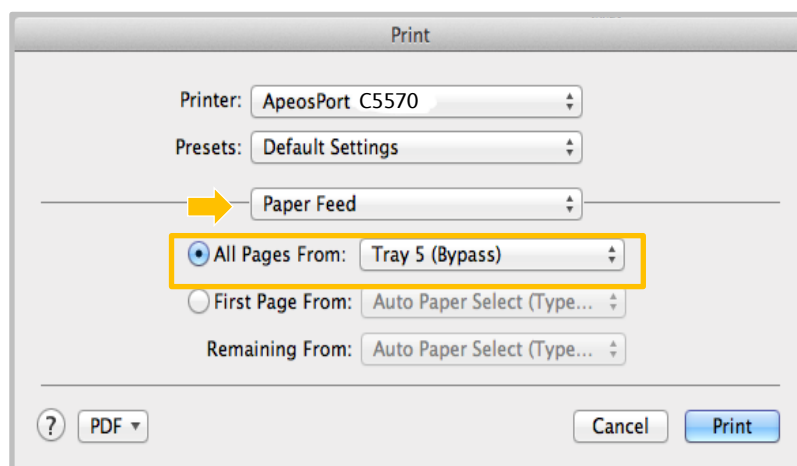 Print
Printer: ApeosPort C5570
Presets: Default Settings
Paper Feed
All Pages From: Tray 5 (Bypass)
First Page From: Auto Paper Select (Type...
Remaining From: Auto Paper Select (Type...
? PDF Cancel Print